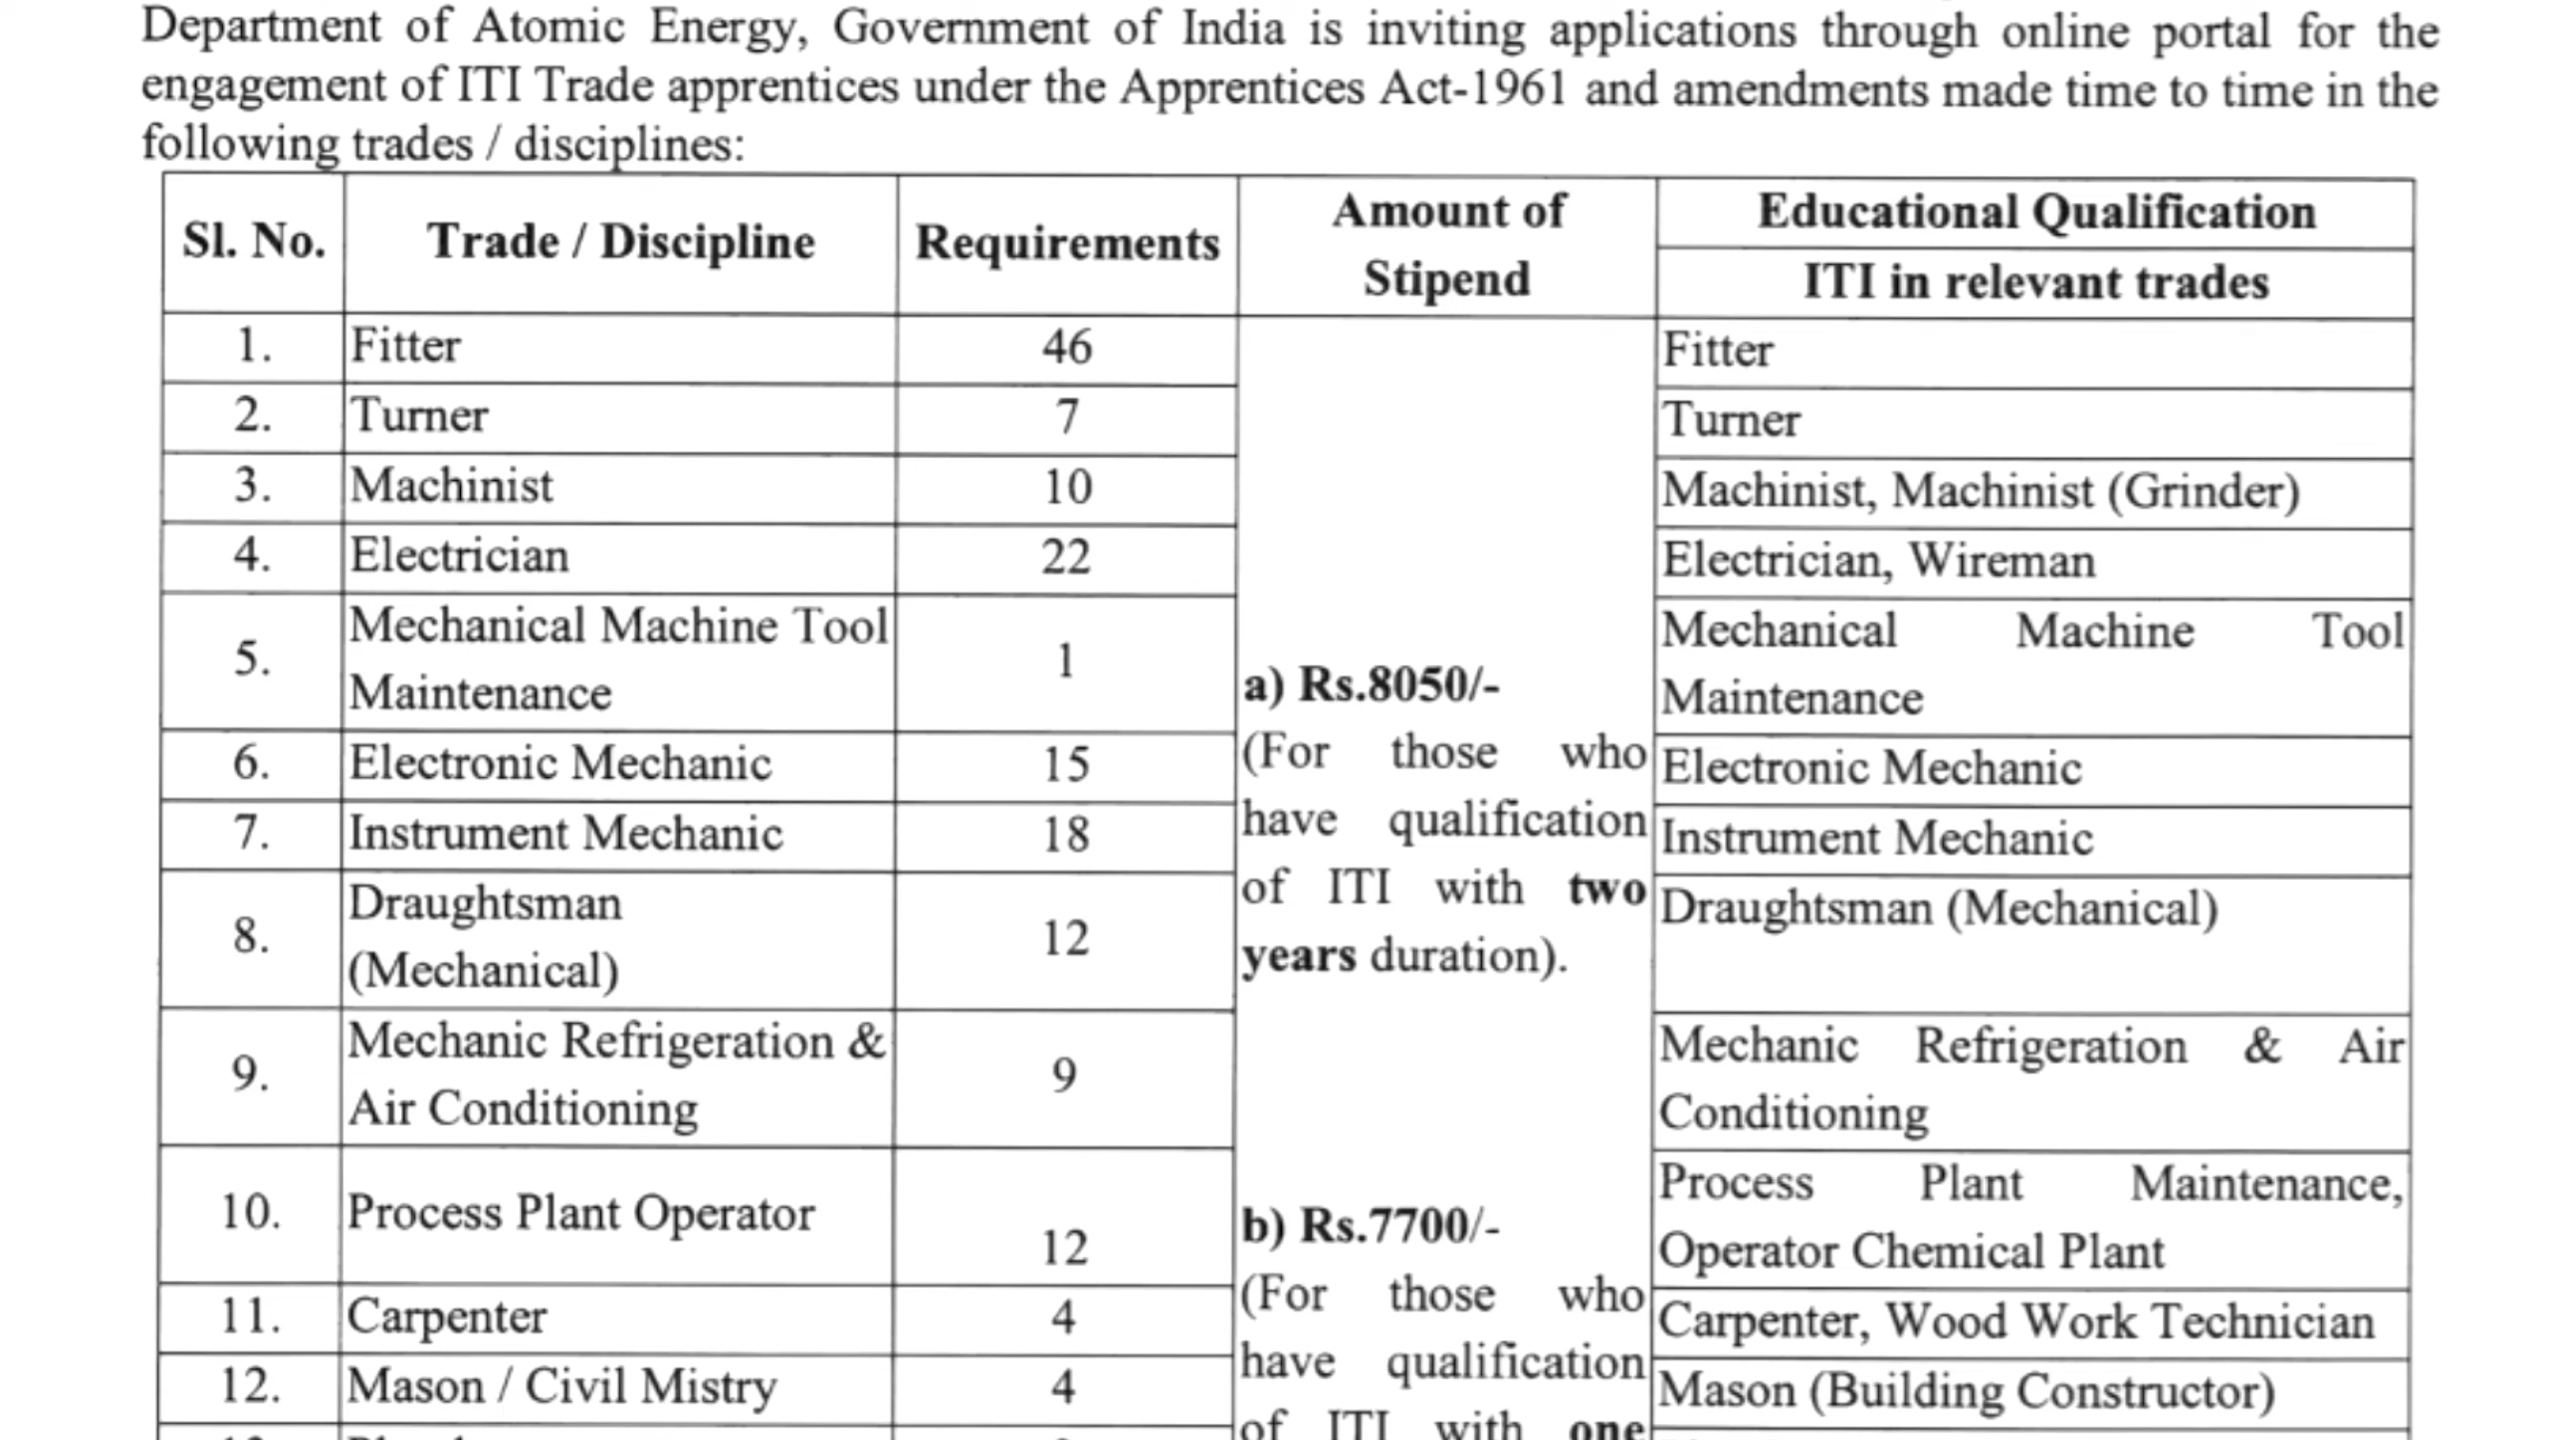 Department of Atomic Energy, Government of India is inviting applications through online portal for the
engagement of ITI Trade apprentices under the Apprentices Act-1961 and amendments made time to time in the
following trades / disciplines:
Sl. No. Trade / Discipline Requirements Amount of Stipend Educational Qualification
ITI in relevant trades
1. Fitter 46 Fitter
2. Turner 7 Turner
3. Machinist 10 Machinist, Machinist (Grinder)
4. Electrician 22 Electrician, Wireman
5. Mechanical Machine Tool Maintenance 1 Mechanical Machine Tool Maintenance
6. Electronic Mechanic 15 Electronic Mechanic
7. Instrument Mechanic 18 Instrument Mechanic
8. Draughtsman (Mechanical) 12 Draughtsman (Mechanical)
9. Mechanic Refrigeration & Air Conditioning 9 Mechanic Refrigeration & Air Conditioning
10. Process Plant Operator 12 Process Plant Maintenance, Operator Chemical Plant
11. Carpenter 4 Carpenter, Wood Work Technician
12. Mason / Civil Mistry 4 Mason (Building Constructor)
a) Rs.8050/-
(For those who
have qualification
of ITI with two
years duration).
b) Rs.7700/-
(For those who
have qualification
of ITI with one